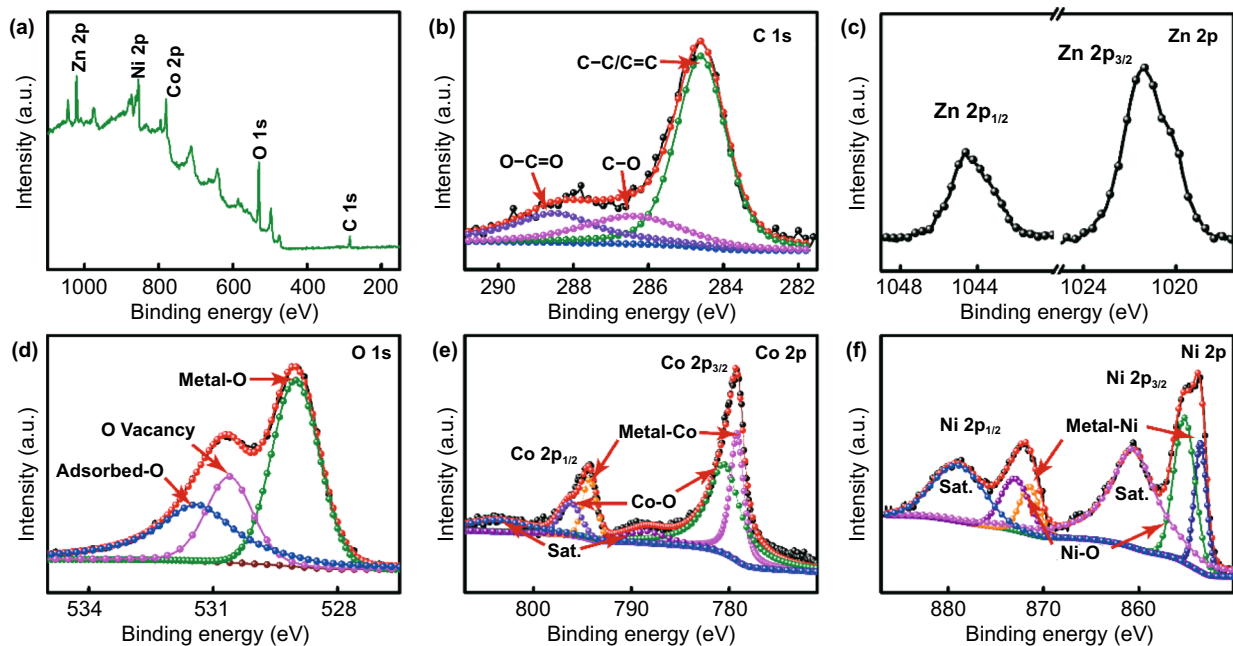 (a)
Zn 2p
Ni 2p
Co 2p
O 1s
C 1s
Intensity (a.u.)
1000 800 600 400 200
Binding energy (eV)
(b)
C 1s
C−C/C=C
O−C=O
C−O
Intensity (a.u.)
290 288 286 284 282
Binding energy (eV)
(c)
Zn 2p
Zn 2p3/2
Zn 2p1/2
Intensity (a.u.)
1048 1044 1024 1020
Binding energy (eV)
(d)
O 1s
Metal-O
O Vacancy
Adsorbed-O
Intensity (a.u.)
534 531 528
Binding energy (eV)
(e)
Co 2p
Co 2p3/2
Metal-Co
Co 2p1/2
Co-O
Sat.
Intensity (a.u.)
800 790 780
Binding energy (eV)
(f)
Ni 2p
Ni 2p3/2
Ni 2p1/2
Metal-Ni
Sat.
Sat.
Ni-O
Intensity (a.u.)
880 870 860
Binding energy (eV)